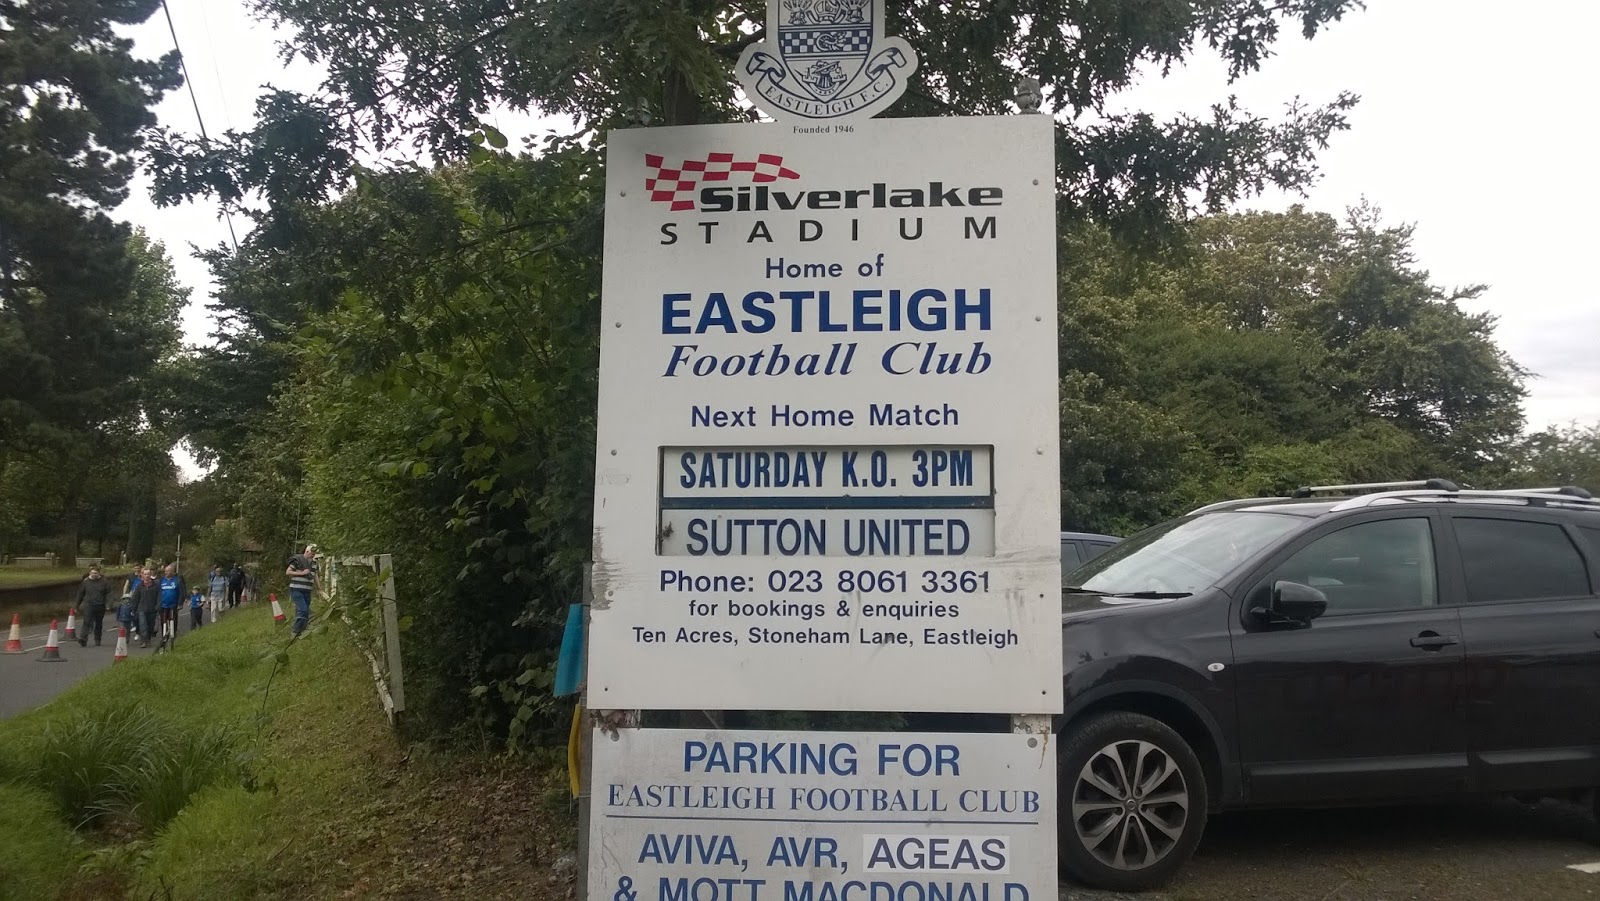 EASTLEIGH F.C.
Founded 1946
Silverlake
STADIUM
Home of
EASTLEIGH
Football Club
Next Home Match
SATURDAY K.O. 3PM
SUTTON UNITED
Phone: 023 8061 3361
for bookings & enquiries
Ten Acres, Stoneham Lane, Eastleigh
PARKING FOR
EASTLEIGH FOOTBALL CLUB
AVIVA, AVR, AGEAS
& MOTT MACDONALD